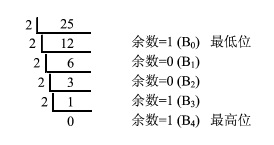 2 25
2 12 余数=1 (B₀) 最低位
2 6 余数=0 (B₁)
2 3 余数=0 (B₂)
2 1 余数=1 (B₃)
0 余数=1 (B₄) 最高位